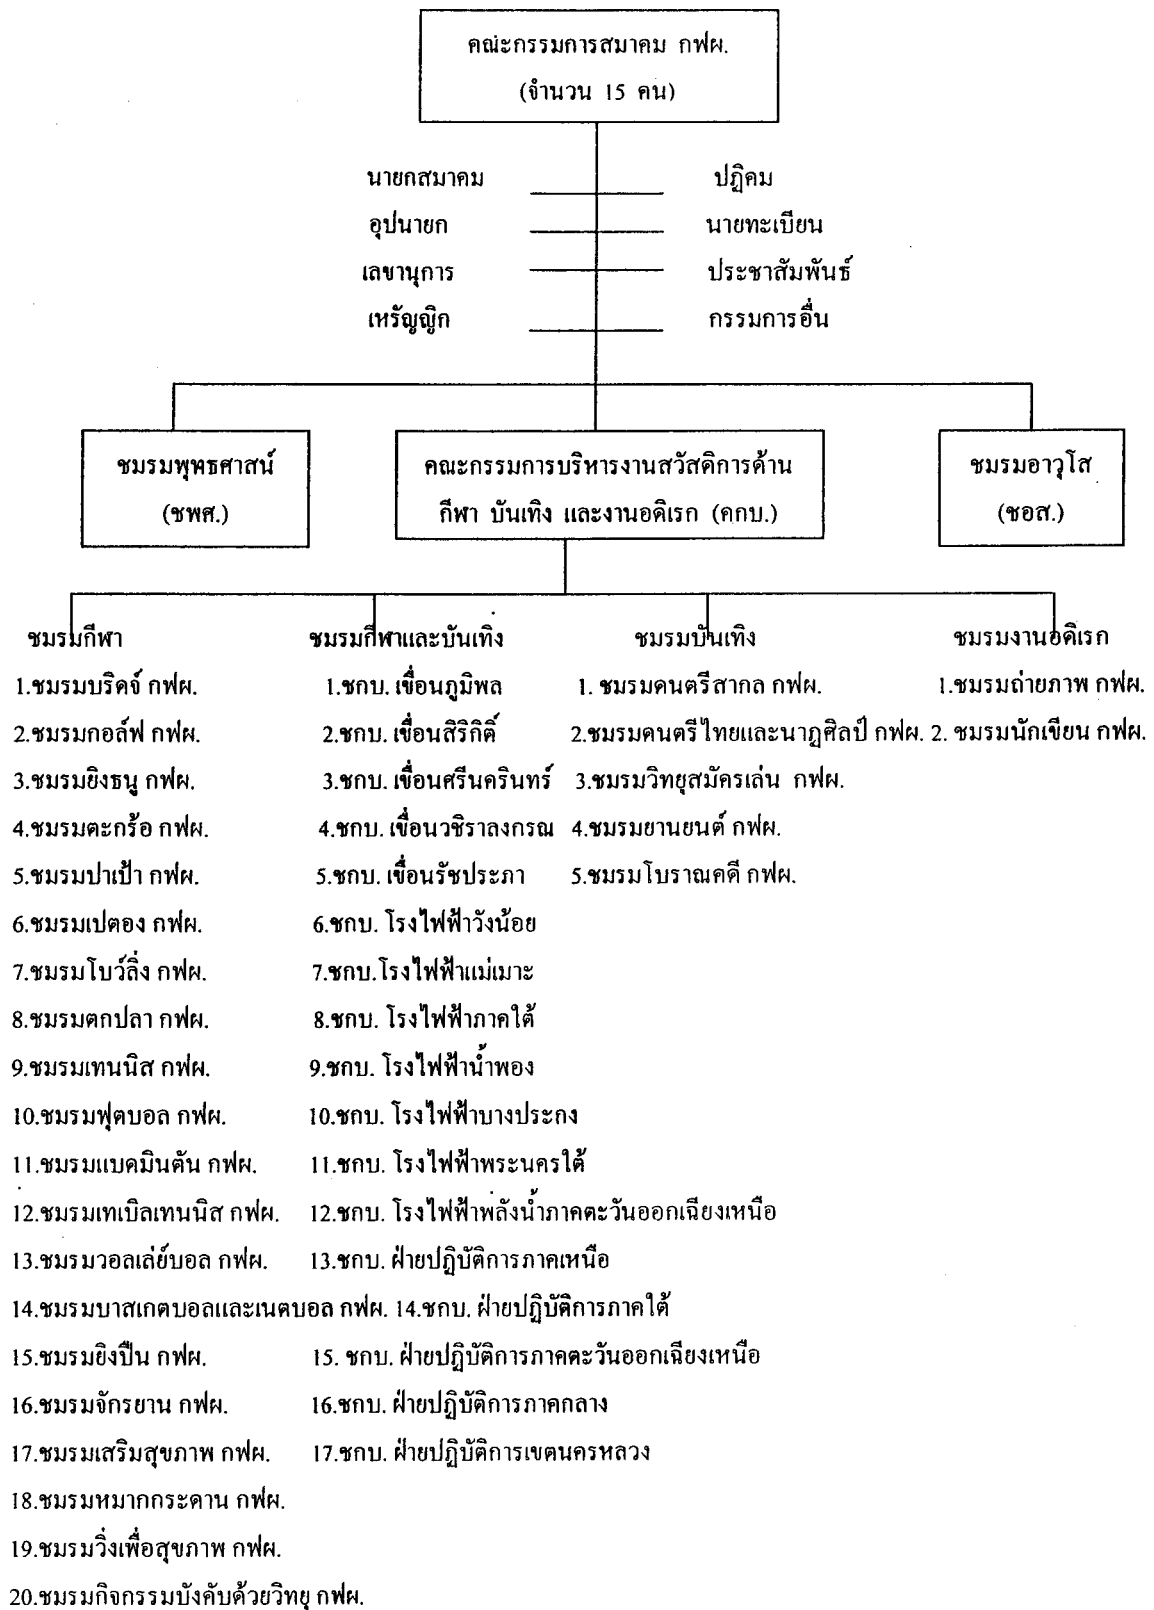 คณะกรรมการสมาคม กฟผ.
(จำนวน 15 คน)
นายกสมาคม ปฏิคม
อุปนายก นายทะเบียน
เลขานุการ ประชาสัมพันธ์
เหรัญญิก กรรมการอื่น
ชมรมพุทธศาสน์
(ชพศ.)
คณะกรรมการบริหารงานสวัสดิการด้าน
กีฬา บันเทิง และงานอดิเรก (คกบ.)
ชมรมอาวุโส
(ชอส.)
ชมรมกีฬา
1.ชมรมบริดจ์ กฟผ.
2.ชมรมกอล์ฟ กฟผ.
3.ชมรมยิงธนู กฟผ.
4.ชมรมตะกร้อ กฟผ.
5.ชมรมปาเป้า กฟผ.
6.ชมรมเปตอง กฟผ.
7.ชมรมโบว์ลิ่ง กฟผ.
8.ชมรมตกปลา กฟผ.
9.ชมรมเทนนิส กฟผ.
10.ชมรมฟุตบอล กฟผ.
11.ชมรมแบดมินตัน กฟผ.
12.ชมรมเทเบิลเทนนิส กฟผ.
13.ชมรมวอลเล่ย์บอล กฟผ.
14.ชมรมบาสเกตบอลและเนตบอล กฟผ.
15.ชมรมยิงปืน กฟผ.
16.ชมรมจักรยาน กฟผ.
17.ชมรมเสริมสุขภาพ กฟผ.
18.ชมรมหมากกระดาน กฟผ.
19.ชมรมวิ่งเพื่อสุขภาพ กฟผ.
20.ชมรมกิจกรรมบังคับด้วยวิทยุ กฟผ.
ชมรมกีฬาและบันเทิง
1.ชกบ. เขื่อนภูมิพล
2.ชกบ. เขื่อนสิริกิติ์
3.ชกบ. เขื่อนศรีนครินทร์
4.ชกบ. เขื่อนวชิราลงกรณ
5.ชกบ. เขื่อนรัชประภา
6.ชกบ. โรงไฟฟ้าวังน้อย
7.ชกบ.โรงไฟฟ้าแม่เมาะ
8.ชกบ. โรงไฟฟ้าภาคใต้
9.ชกบ. โรงไฟฟ้าน้ำพอง
10.ชกบ. โรงไฟฟ้าบางประกง
11.ชกบ. โรงไฟฟ้าพระนครใต้
12.ชกบ. โรงไฟฟ้าพลังน้ำภาคตะวันออกเฉียงเหนือ
13.ชกบ. ฝ่ายปฏิบัติการภาคเหนือ
14.ชกบ. ฝ่ายปฏิบัติการภาคใต้
15. ชกบ. ฝ่ายปฏิบัติการภาคตะวันออกเฉียงเหนือ
16.ชกบ. ฝ่ายปฏิบัติการภาคกลาง
17.ชกบ. ฝ่ายปฏิบัติการเขตนครหลวง
ชมรมบันเทิง
1. ชมรมดนตรีสากล กฟผ.
2.ชมรมดนตรีไทยและนาฏศิลป์ กฟผ.
3.ชมรมวิทยุสมัครเล่น กฟผ.
4.ชมรมยานยนต์ กฟผ.
5.ชมรมโบราณคดี กฟผ.
ชมรมงานอดิเรก
1.ชมรมถ่ายภาพ กฟผ.
2. ชมรมนักเขียน กฟผ.